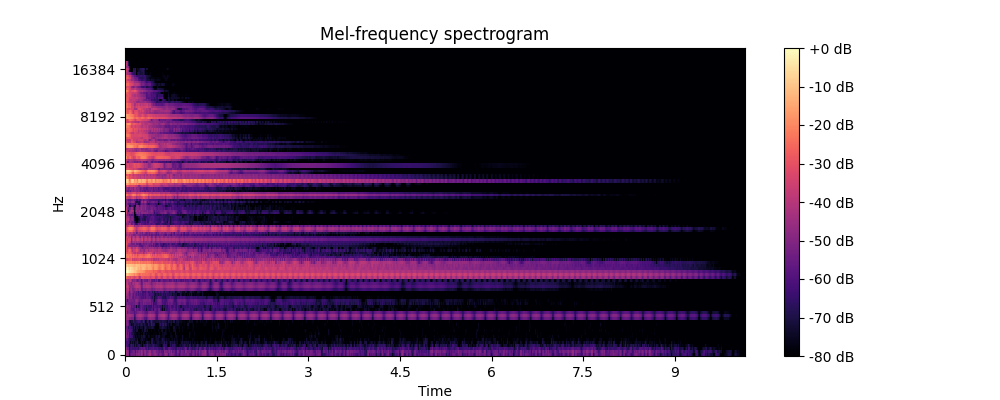 Mel-frequency spectrogram
Hz
16384
8192
4096
2048
1024
512
0
0 1.5 3 4.5 6 7.5 9
Time
+0 dB
-10 dB
-20 dB
-30 dB
-40 dB
-50 dB
-60 dB
-70 dB
-80 dB